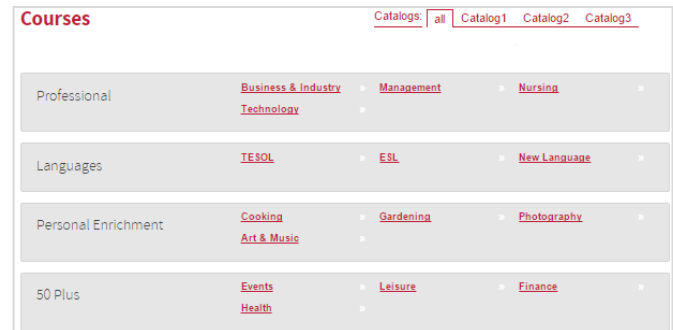 Courses
Catalogs: all Catalog1 Catalog2 Catalog3
Professional
Business & Industry » Management » Nursing »
Technology »
Languages
TESOL » ESL » New Language »
Personal Enrichment
Cooking » Gardening » Photography »
Art & Music »
50 Plus
Events » Leisure » Finance »
Health »